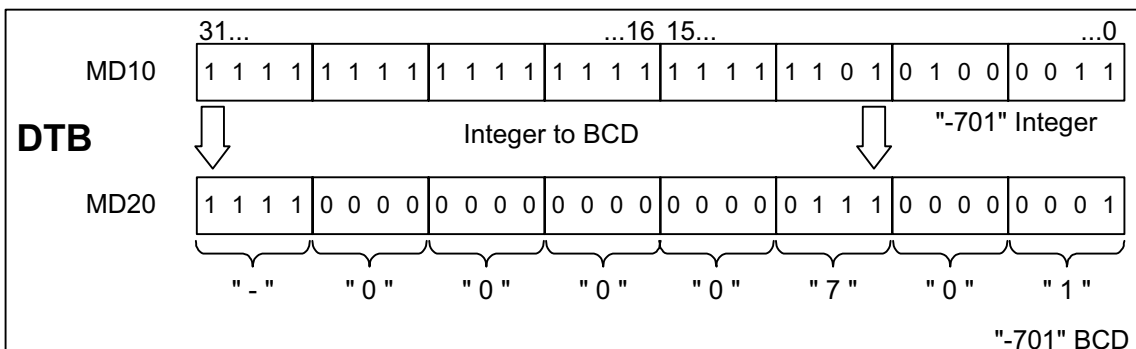 31... ...16 15... ...0
MD10 1 1 1 1 1 1 1 1 1 1 1 1 1 1 1 1 1 1 1 1 1 1 0 1 0 1 0 0 0 0 1 1
DTB Integer to BCD "-701" Integer
MD20 1 1 1 1 0 0 0 0 0 0 0 0 0 0 0 0 0 0 0 0 0 1 1 1 0 0 0 0 0 0 0 1
" - " " 0 " " 0 " " 0 " " 0 " " 7 " " 0 " " 1 "
"-701" BCD